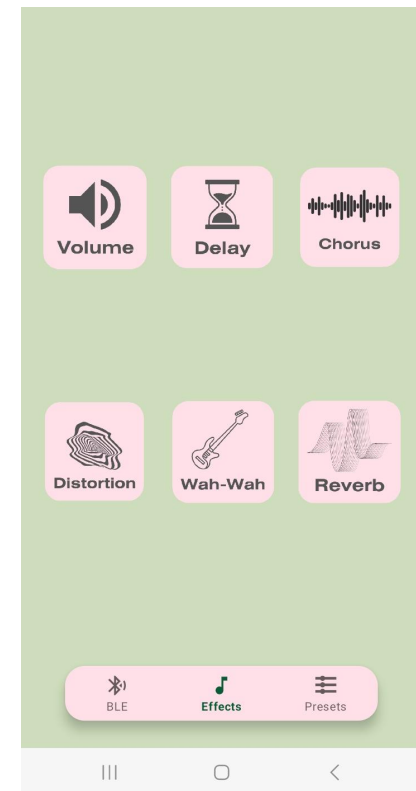 Volume
Delay
Chorus
Distortion
Wah-Wah
Reverb
BLE
Effects
Presets